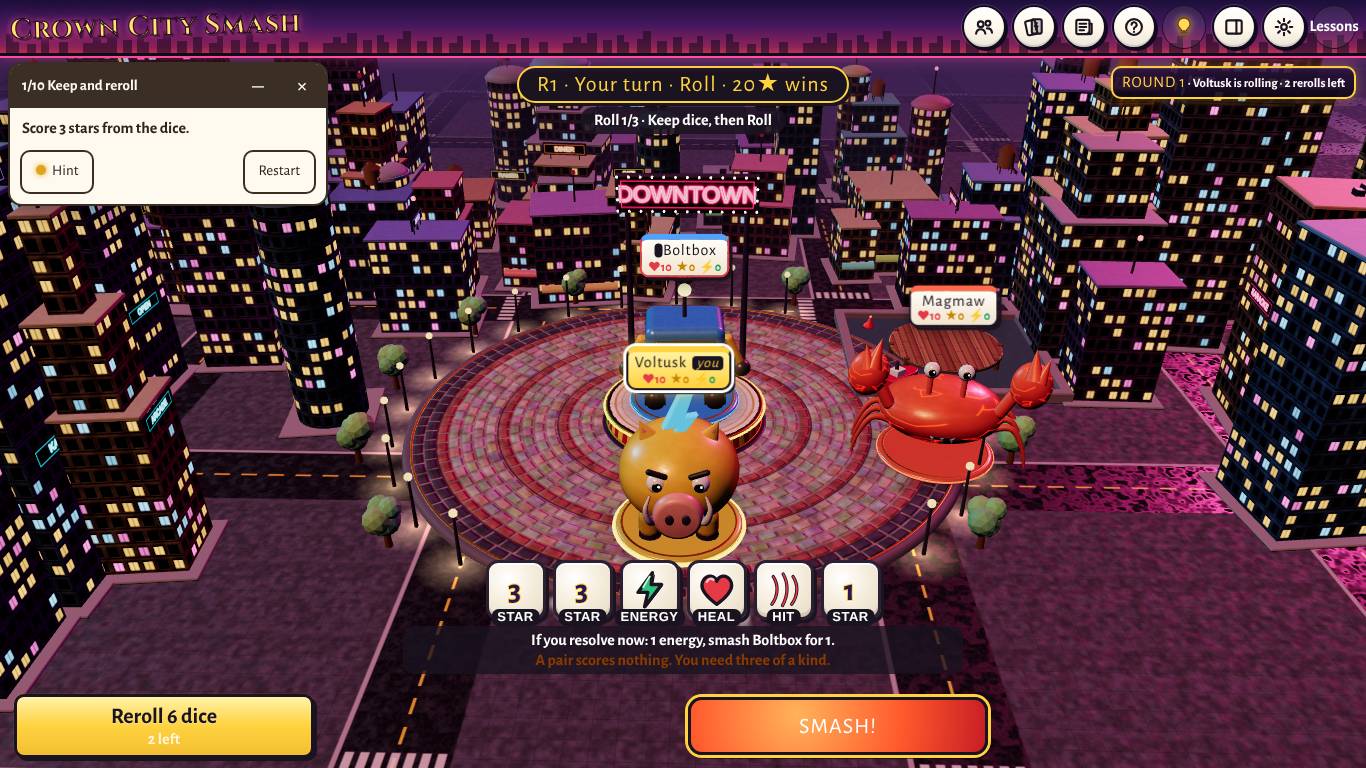 Crown City Smash
Lessons
1/10 Keep and reroll
Score 3 stars from the dice.
Hint
Restart
R1 · Your turn · Roll · 20★ wins
Roll 1/3 · Keep dice, then Roll
ROUND 1 · Voltusk is rolling · 2 rerolls left
DINER
DOWNTOWN
Boltbox
10 ★0 0
Magmaw
10 ★0 0
Voltusk you
10 ★0 0
OPEN
ARCADE
3 3 1
STAR STAR ENERGY HEAL HIT STAR
If you resolve now: 1 energy, smash Boltbox for 1.
A pair scores nothing. You need three of a kind.
Reroll 6 dice
2 left
SMASH!